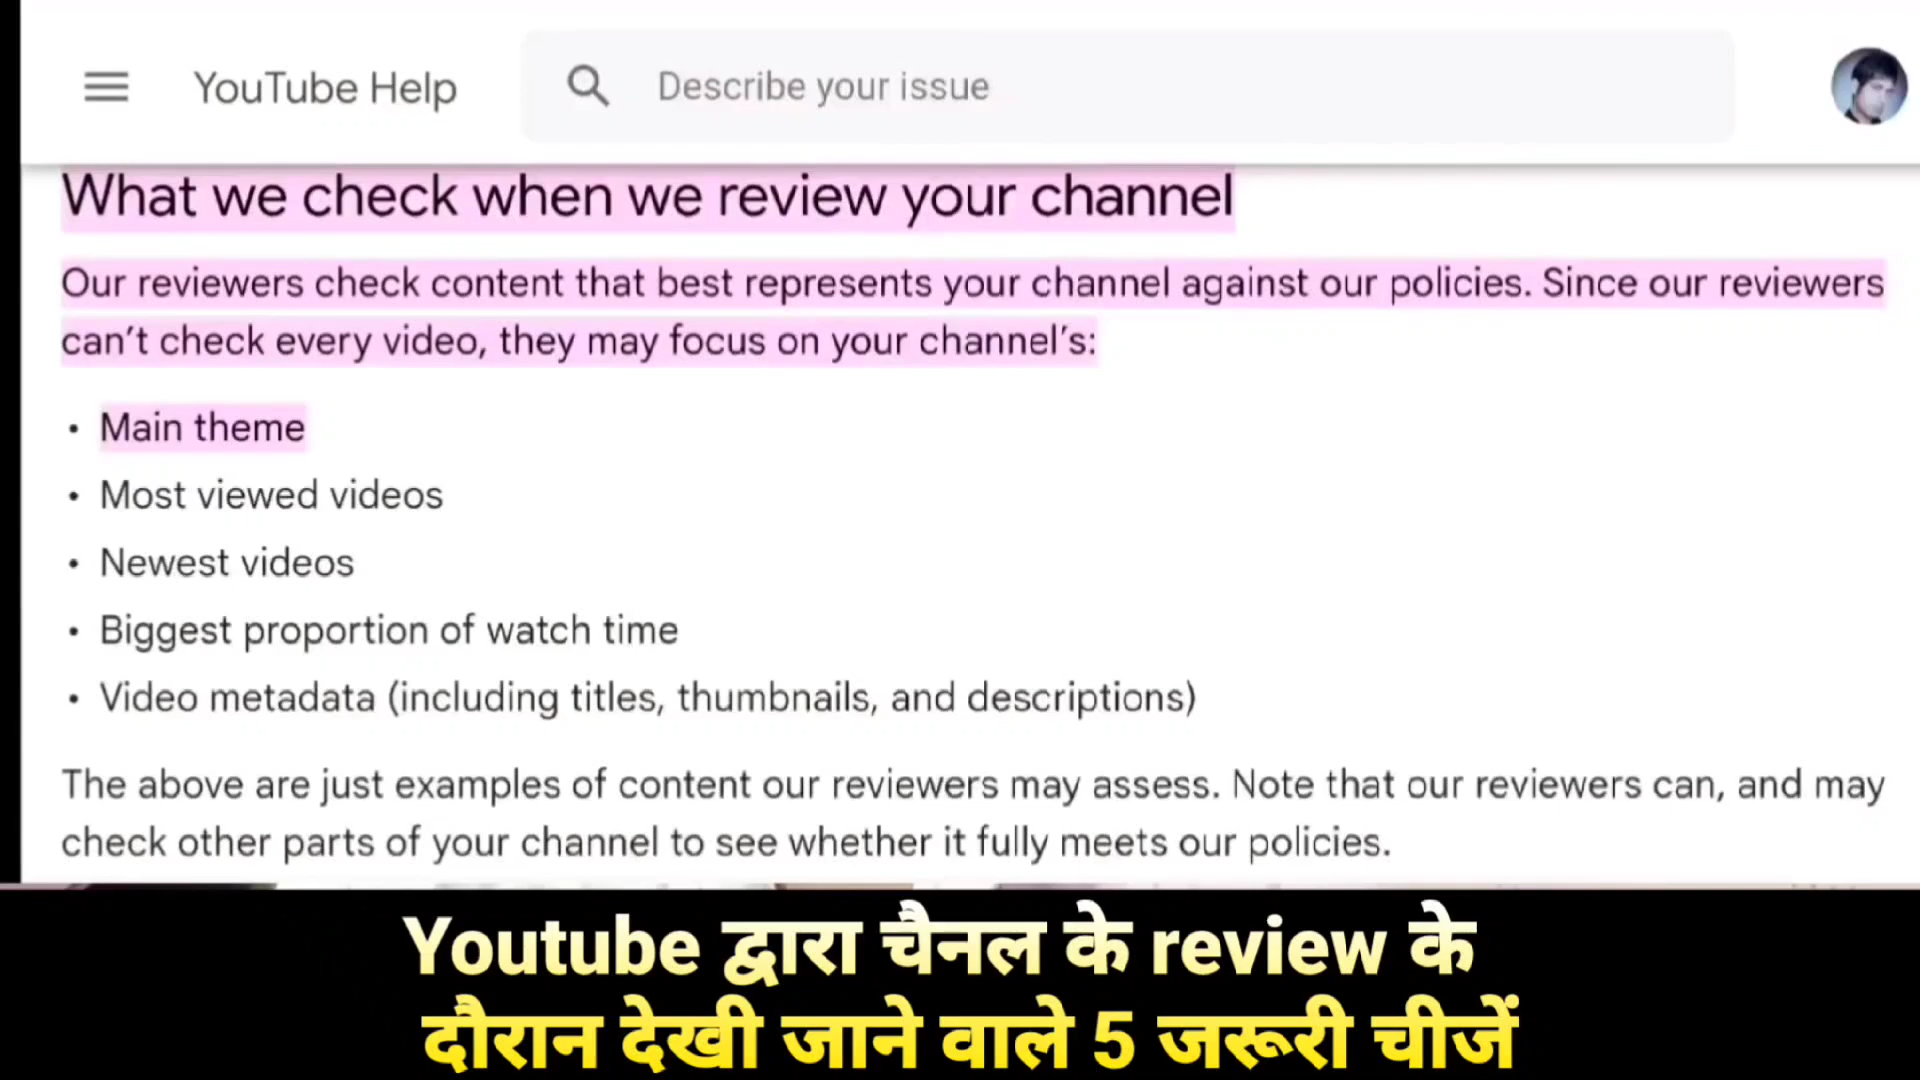 YouTube Help
Describe your issue
What we check when we review your channel
Our reviewers check content that best represents your channel against our policies. Since our reviewers
can’t check every video, they may focus on your channel’s:
• Main theme
• Most viewed videos
• Newest videos
• Biggest proportion of watch time
• Video metadata (including titles, thumbnails, and descriptions)
The above are just examples of content our reviewers may assess. Note that our reviewers can, and may
check other parts of your channel to see whether it fully meets our policies.
Youtube द्वारा चैनल के review के
दौरान देखी जाने वाले 5 जरूरी चीजें